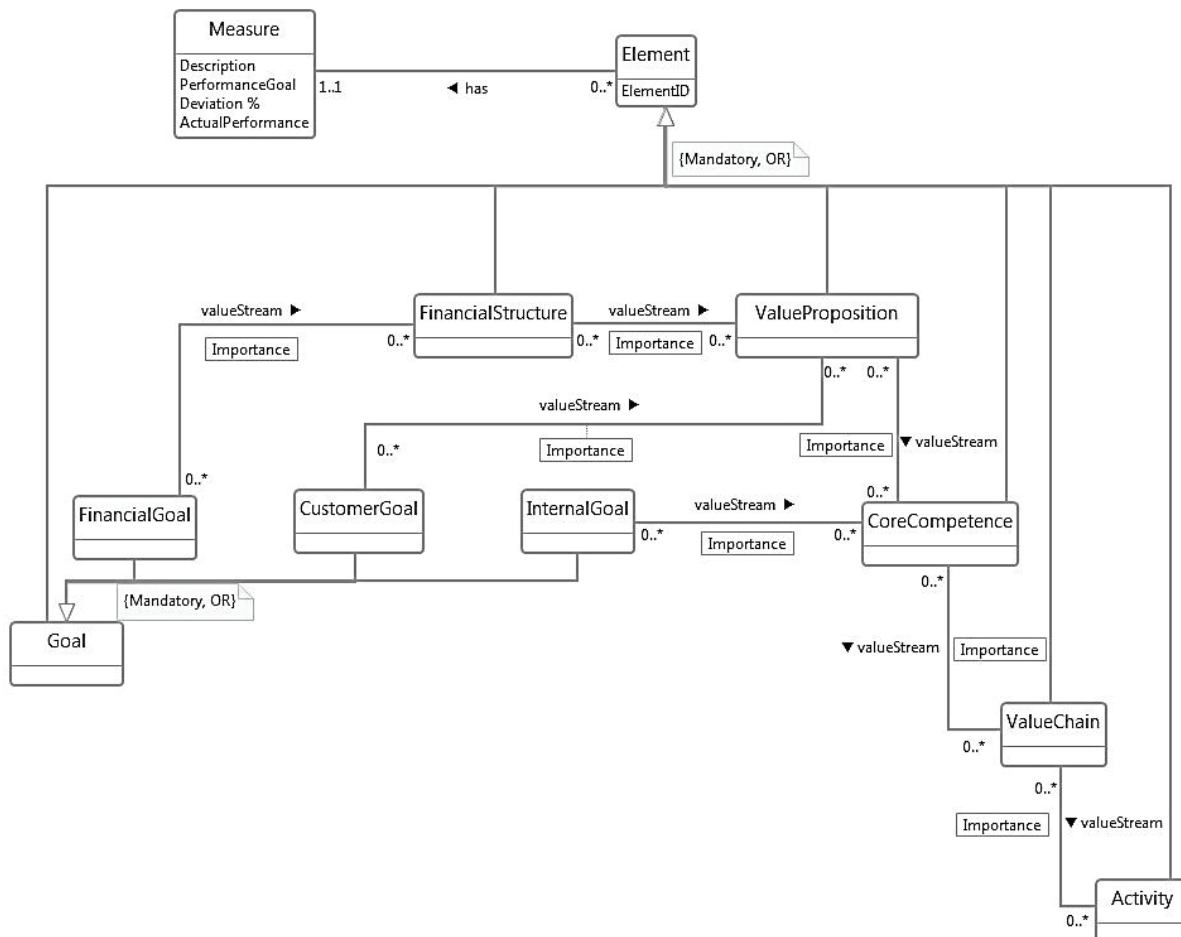 Measure
Description
PerformanceGoal
Deviation %
ActualPerformance
1..1
◄ has
0..*
Element
ElementID
{Mandatory, OR}
valueStream ►
Importance
0..*
FinancialStructure
0..*
valueStream ►
Importance
0..*
ValueProposition
0..*
0..*
valueStream ►
Importance
0..*
Importance
▼ valueStream
0..*
0..*
FinancialGoal
CustomerGoal
InternalGoal
0..*
valueStream ►
Importance
0..*
CoreCompetence
0..*
{Mandatory, OR}
Goal
▼ valueStream
Importance
0..*
ValueChain
0..*
Importance
▼ valueStream
0..*
Activity